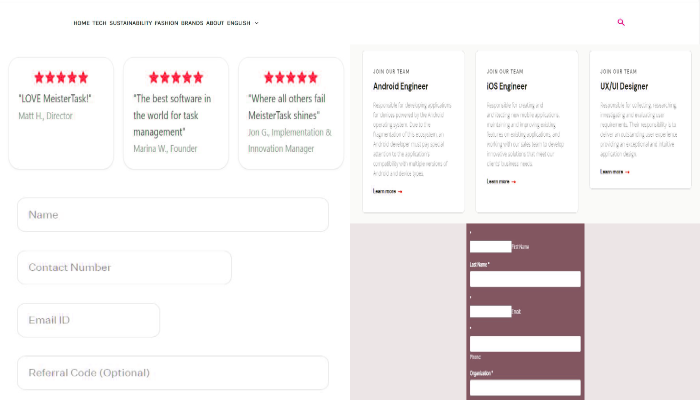 HOME TECH SUSTAINABILITY FASHION BRANDS ABOUT ENGLISH
"LOVE MeisterTask!"
Matt H., Director
"The best software in
the world for task
management"
Marina W., Founder
"Where all others fail
MeisterTask shines"
Jon G., Implementation &
Innovation Manager
Name
Contact Number
Email ID
Referral Code (Optional)
JOIN OUR TEAM
Android Engineer
Responsible for developing applications
for devices powered by the Android
operating system. Due to the
fragmentation of this ecosystem, an
Android developer must pay special
attention to the application's
compatibility with multiple versions of
Android and device types.
Learn more
JOIN OUR TEAM
iOS Engineer
Responsible for creating and
architecting new mobile applications,
maintaining and improving existing
features on existing applications, and
working with our sales team to develop
innovative solutions that meet our
clients' business needs.
Learn more
JOIN OUR TEAM
UX/UI Designer
Responsible for collecting, researching,
investigating and evaluating user
requirements. Their responsibility is to
deliver an outstanding user experience
providing an exceptional and intuitive
application design.
Learn more
*
First Name
Last Name *
*
Email
*
Phone
Organization *